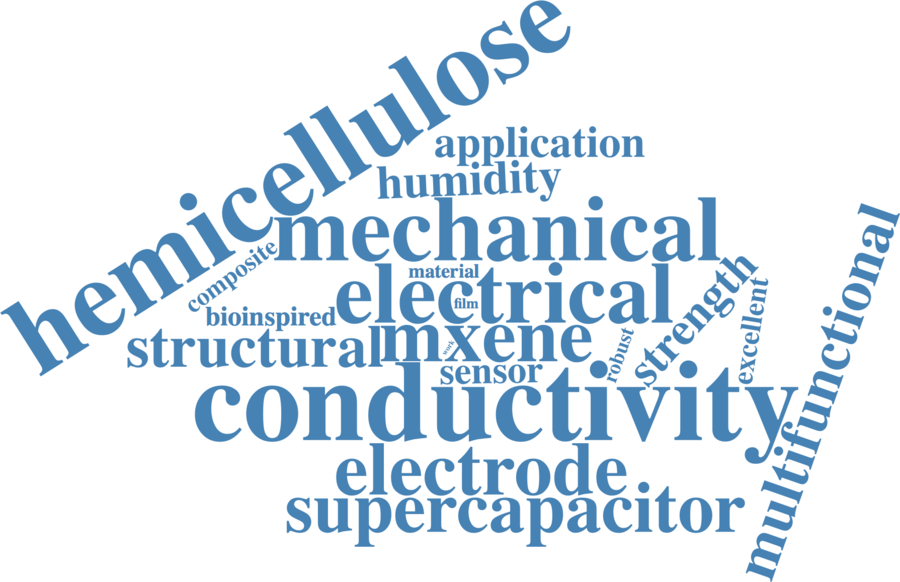 hemicellulose
application
humidity
mechanical
composite
material
electrical
film
bioinspired
strength
multifunctional
structural
mxene
work
robust
excellent
sensor
conductivity
electrode
supercapacitor